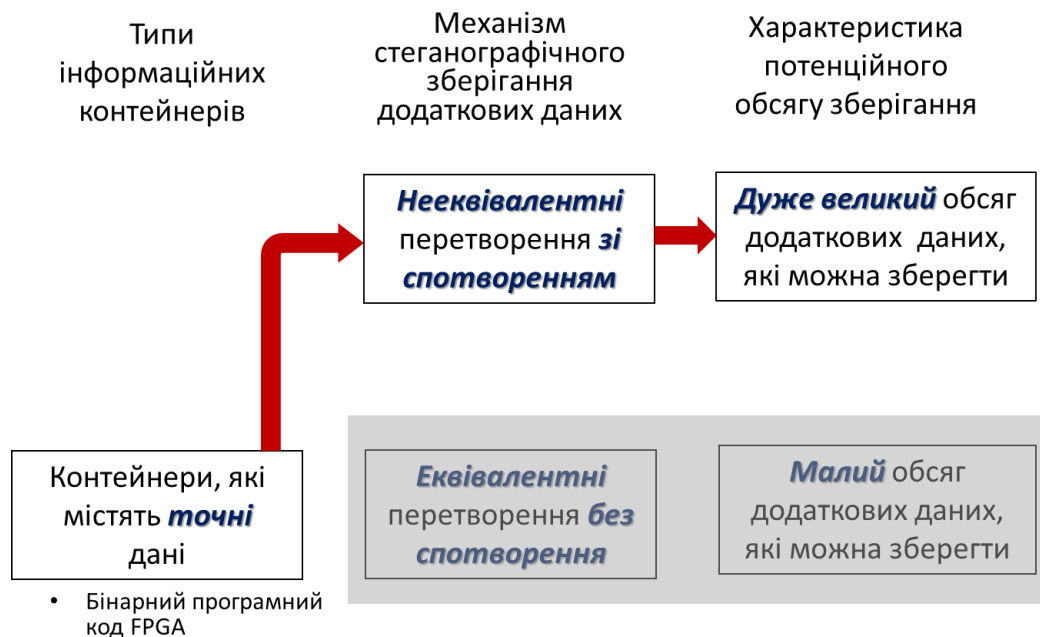 Типи
інформаційних
контейнерів
Механізм
стеганографічного
зберігання
додаткових даних
Характеристика
потенційного
обсягу зберігання
Нееквівалентні
перетворення зі
спотворенням
Дуже великий обсяг
додаткових даних,
які можна зберегти
Контейнери, які
містять точні
дані
Еквівалентні
перетворення без
спотворення
Малий обсяг
додаткових даних,
які можна зберегти
• Бінарний програмний
код FPGA